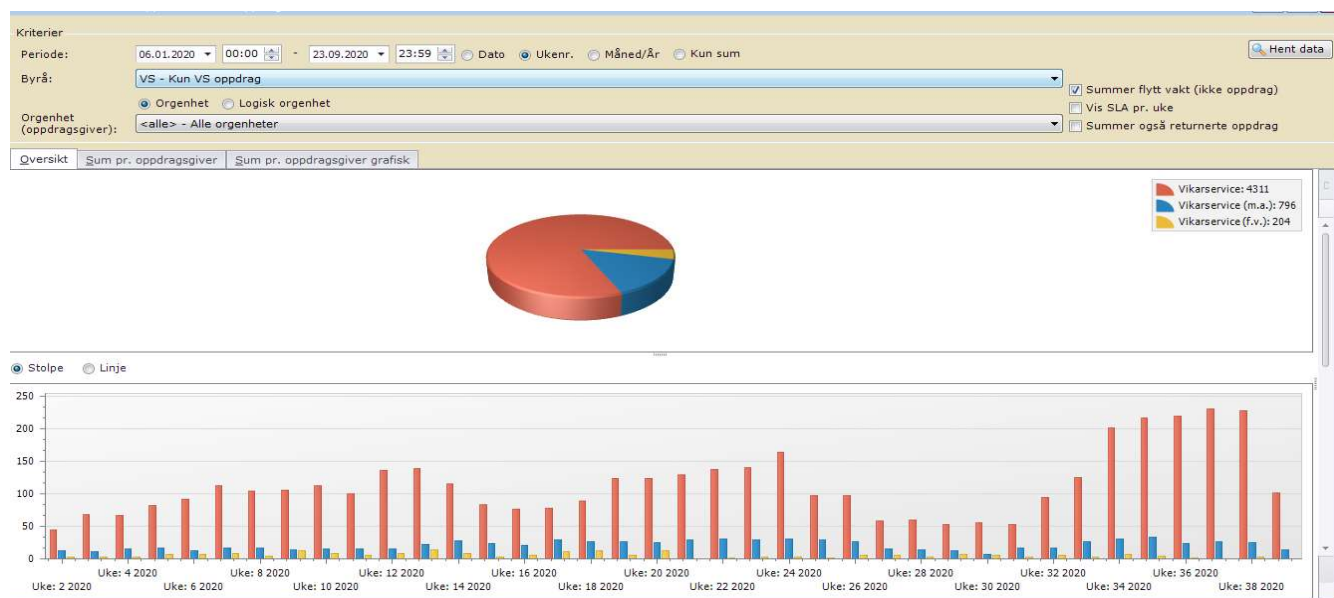 Kriterier
Periode: 06.01.2020 00:00 - 23.09.2020 23:59 Dato Ukenr. Måned/År Kun sum Hent data
Byrå: VS - Kun VS oppdrag
Summer flytt vakt (ikke oppdrag)
Orgenhet Logisk orgenhet
Vis SLA pr. uke
Orgenhet
(oppdragsgiver): <alle> - Alle orgenheter
Summer også returnerte oppdrag
Oversikt Sum pr. oppdragsgiver Sum pr. oppdragsgiver grafisk
Vikarservice: 4311
Vikarservice (m.a.): 796
Vikarservice (f.v.): 204
Stolpe Linje
250
200
150
100
50
0
Uke: 4 2020 Uke: 8 2020 Uke: 12 2020 Uke: 16 2020 Uke: 20 2020 Uke: 24 2020 Uke: 28 2020 Uke: 32 2020 Uke: 36 2020
Uke: 2 2020 Uke: 6 2020 Uke: 10 2020 Uke: 14 2020 Uke: 18 2020 Uke: 22 2020 Uke: 26 2020 Uke: 30 2020 Uke: 34 2020 Uke: 38 2020